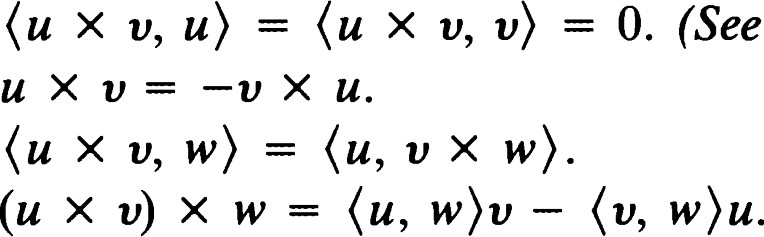 ⟨u × v, u⟩ = ⟨u × v, v⟩ = 0. (See
u × v = −v × u.
⟨u × v, w⟩ = ⟨u, v × w⟩.
(u × v) × w = ⟨u, w⟩v − ⟨v, w⟩u.